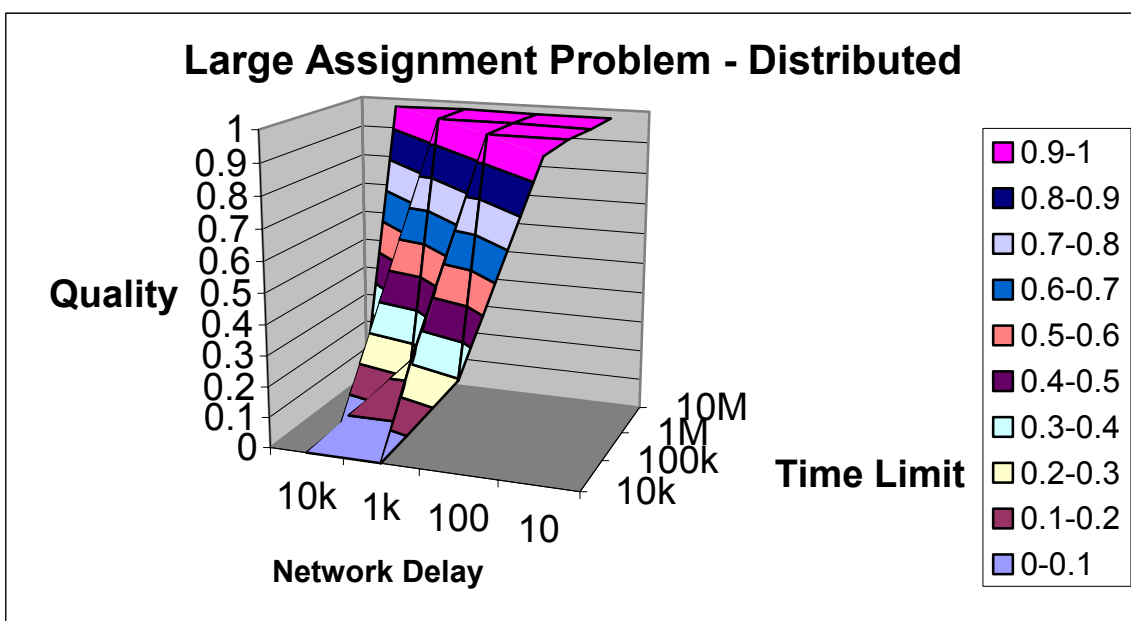 Large Assignment Problem - Distributed
1
0.9
0.8
0.7
0.6
0.5
0.4
0.3
0.2
0.1
0
Quality
10k
1k
100
10
Network Delay
10M
1M
100k
10k
Time Limit
0.9-1
0.8-0.9
0.7-0.8
0.6-0.7
0.5-0.6
0.4-0.5
0.3-0.4
0.2-0.3
0.1-0.2
0-0.1